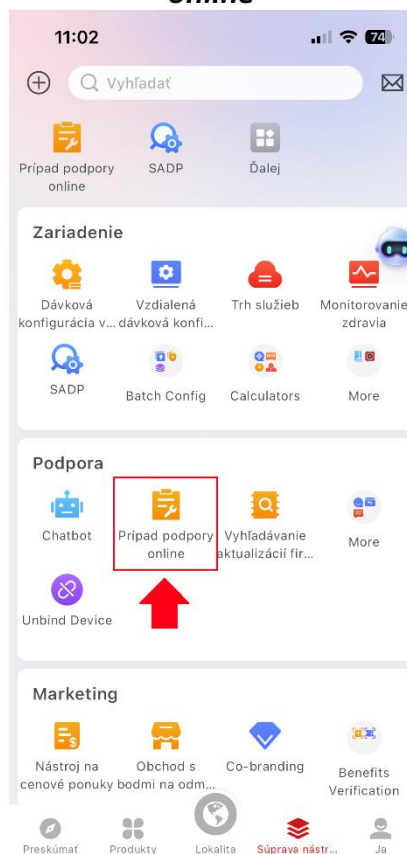 11:02
74
Vyhľadať
Prípad podpory
online
SADP
Ďalej
Zariadenie
Dávková
konfigurácia v...
Vzdialená
dávková konfi...
Trh služieb
Monitorovanie
zdravia
SADP
Batch Config
Calculators
More
Podpora
Chatbot
Prípad podpory
online
Vyhľadávanie
aktualizácií fir...
More
Unbind Device
Marketing
Nástroj na
cenové ponuky
Obchod s
bodmi na odm...
Co-branding
Benefits
Verification
Preskúmať
Produkty
Lokalita
Súprava nástr...
Ja